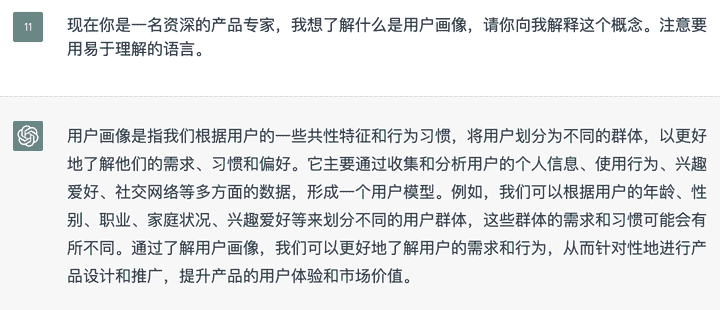 11
现在你是一名资深的产品专家，我想了解什么是用户画像，请你向我解释这个概念。注意要
用易于理解的语言。
用户画像是指我们根据用户的一些共性特征和行为习惯，将用户划分为不同的群体，以更好
地了解他们的需求、习惯和偏好。它主要通过收集和分析用户的个人信息、使用行为、兴趣
爱好、社交网络等多方面的数据，形成一个用户模型。例如，我们可以根据用户的年龄、性
别、职业、家庭状况、兴趣爱好等来划分不同的用户群体，这些群体的需求和习惯可能会有
所不同。通过了解用户画像，我们可以更好地了解用户的需求和行为，从而针对性地进行产
品设计和推广，提升产品的用户体验和市场价值。